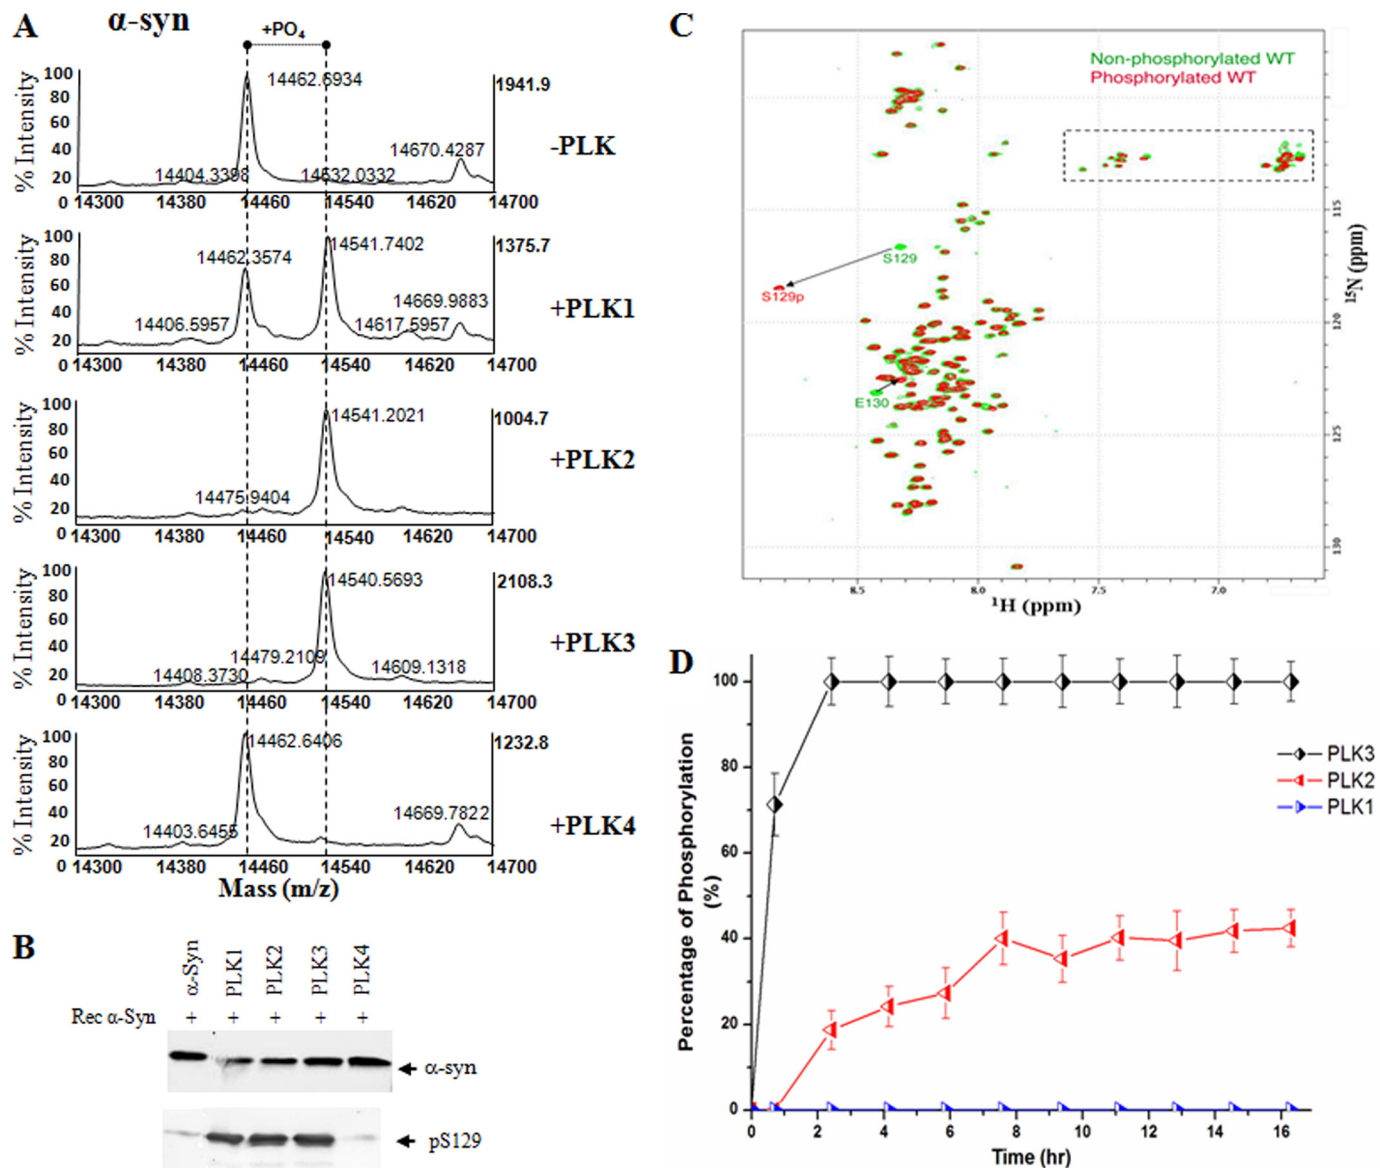 A
α-syn
+PO4
% Intensity
100
80
60
40
20
0
14462.6934
14404.3398
14532.0332
14670.4287
1941.9
-PLK
14300 14380 14460 14540 14620 14700
% Intensity
100
80
60
40
20
0
14462.3574
14541.7402
14406.5957
14617.5957
14669.9883
1375.7
+PLK1
14300 14380 14460 14540 14620 14700
% Intensity
100
80
60
40
20
0
14541.2021
14475.9404
1004.7
+PLK2
14300 14380 14460 14540 14620 14700
% Intensity
100
80
60
40
20
0
14540.5693
14479.2109
14408.3730
14609.1318
2108.3
+PLK3
14300 14380 14460 14540 14620 14700
% Intensity
100
80
60
40
20
0
14462.6406
14403.6455
14669.7822
1232.8
+PLK4
14300 14380 14460 14540 14620 14700
Mass (m/z)
B
α-Syn PLK1 PLK2 PLK3 PLK4
Rec α-Syn + + + + +
α-syn
pS129
C
Non-phosphorylated WT
Phosphorylated WT
S129
S129p
E130
115
120
125
130
15N (ppm)
8.5 8.0 7.5 7.0
1H (ppm)
D
Percentage of Phosphorylation
(%)
100
80
60
40
20
0
PLK3
PLK2
PLK1
0 2 4 6 8 10 12 14 16
Time (hr)